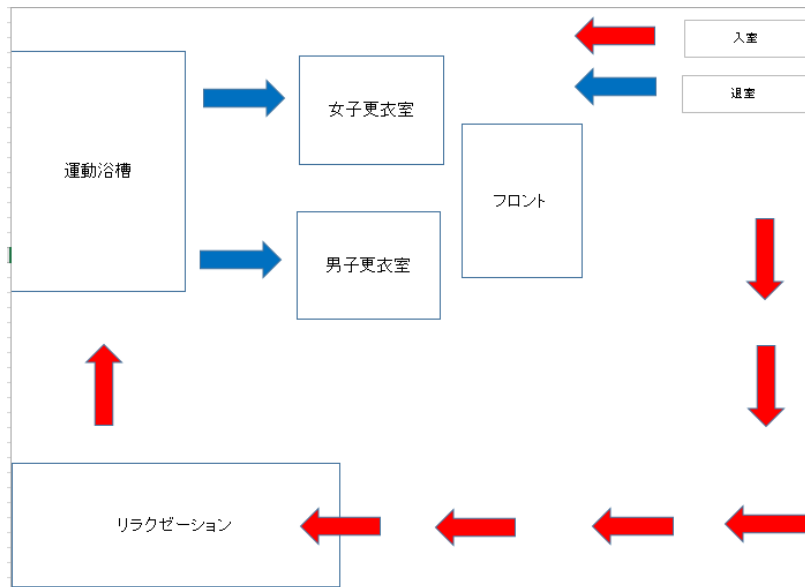 入室
退室
女子更衣室
運動浴槽
フロント
男子更衣室
リラクゼーション